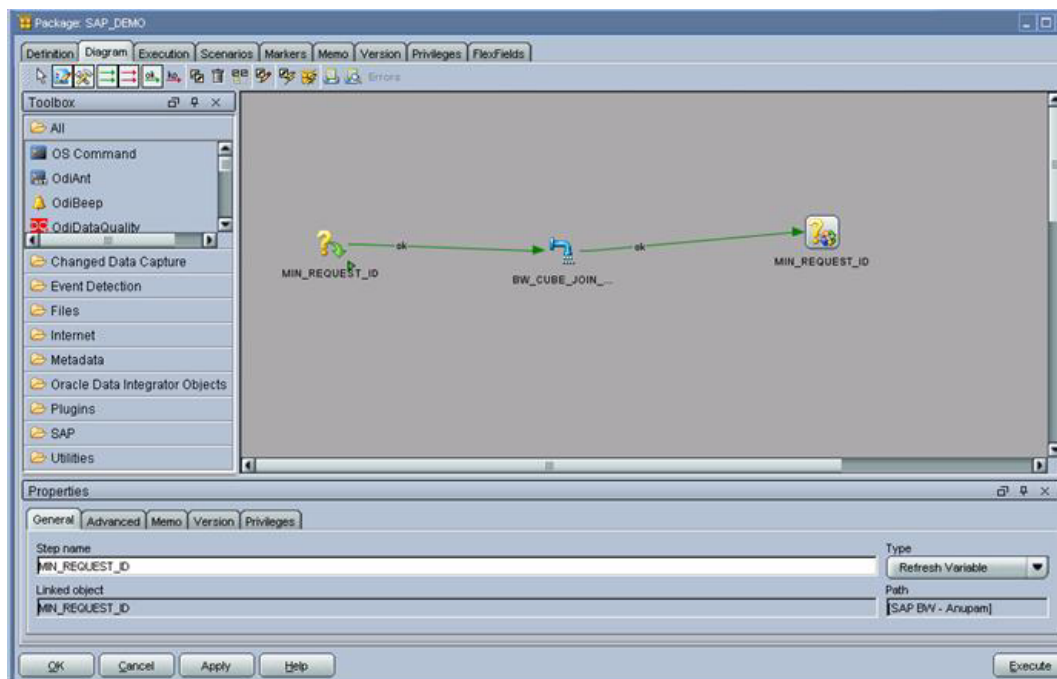 Package: SAP_DEMO
Definition Diagram Execution Scenarios Markers Memo Version Privileges FlexFields
ok ko Errors
Toolbox
All
OS Command
OdiAnt
OdiBeep
OdiDataQuality
Changed Data Capture
Event Detection
Files
Internet
Metadata
Oracle Data Integrator Objects
Plugins
SAP
Utilities
ok
ok
MIN_REQUEST_ID
BW_CUBE_JOIN_...
MIN_REQUEST_ID
Properties
General Advanced Memo Version Privileges
Step name
Type
MIN_REQUEST_ID
Refresh Variable
Linked object
Path
MIN_REQUEST_ID
[SAP BW - Anupam]
OK Cancel Apply Help Execute